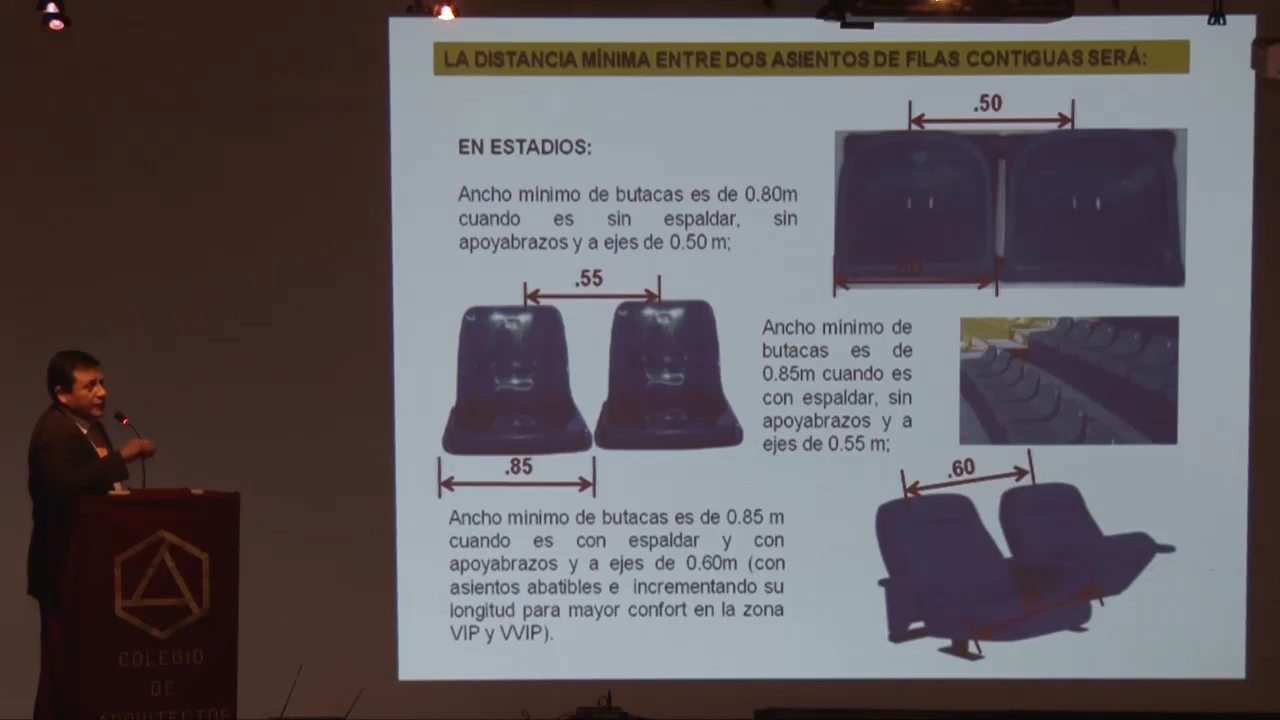 LA DISTANCIA MÍNIMA ENTRE DOS ASIENTOS DE FILAS CONTIGUAS SERÁ:
.50
EN ESTADIOS:
Ancho mínimo de butacas es de 0.80m
cuando es sin espaldar, sin
apoyabrazos y a ejes de 0.50 m;
.55
Ancho mínimo de
butacas es de
0.85m cuando es
con espaldar, sin
apoyabrazos y a
ejes de 0.55 m;
.85
.60
Ancho mínimo de butacas es de 0.85 m
cuando es con espaldar y con
apoyabrazos y a ejes de 0.60m (con
asientos abatibles e incrementando su
longitud para mayor confort en la zona
VIP y VVIP).
COLEGIO
DE
ARQUITECTOS